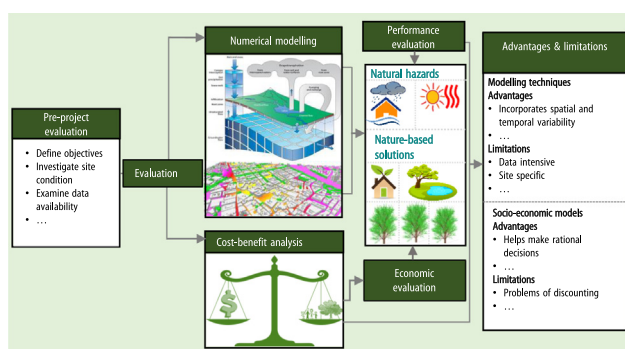 Pre-project
evaluation
• Define objectives
• Investigate site
condition
• Examine data
availability
• …
Evaluation
Numerical modelling
Cost-benefit analysis
$
Performance
evaluation
Natural hazards
Nature-based
solutions
Economic
evaluation
Advantages & limitations
Modelling techniques
Advantages
• Incorporates spatial and
temporal variability
• …
Limitations
• Data intensive
• Site specific
• …
Socio-economic models
Advantages
• Helps make rational
decisions
• …
Limitations
• Problems of discounting
• …